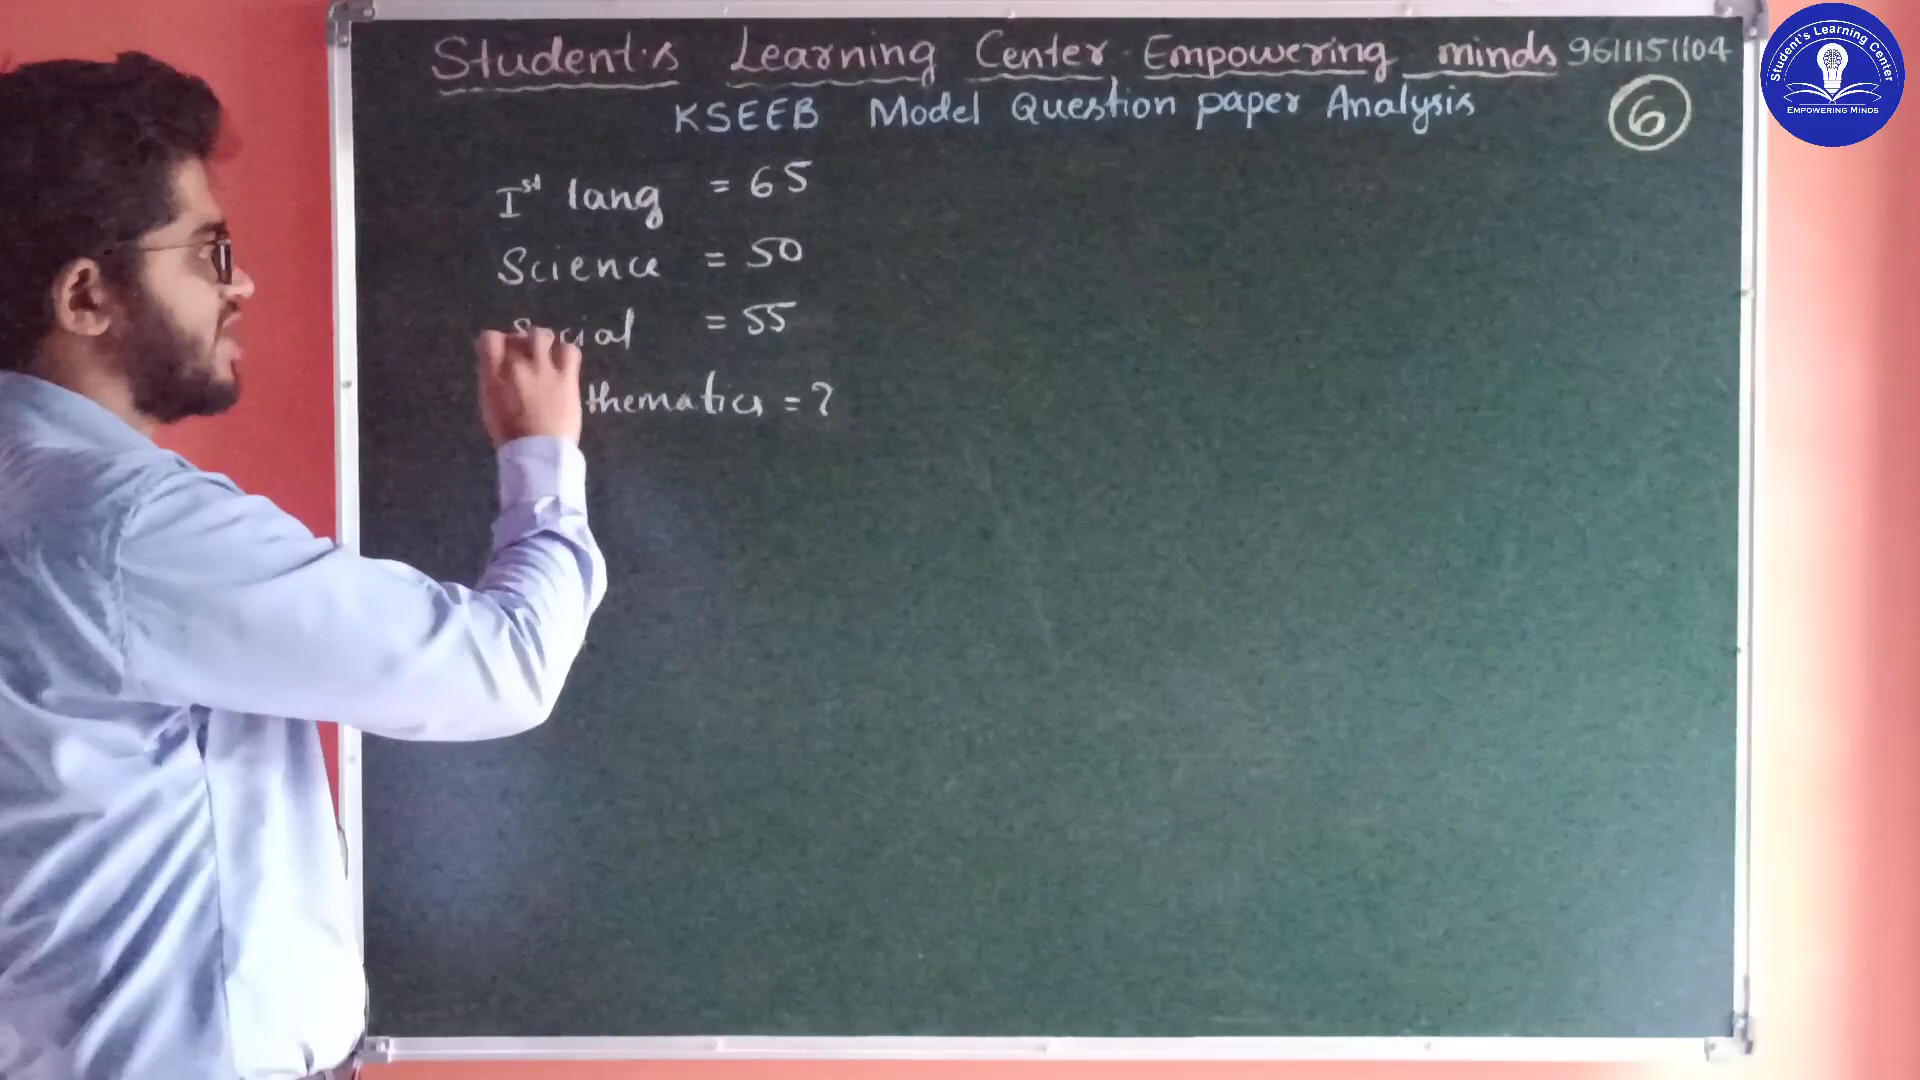 Student's Learning Center, Empowering minds 9611151104
KSEEB Model Question paper Analysis
6
Ist lang = 65
Science = 50
Social = 55
thematics = ?
Student's Learning Center
EMPOWERING MINDS